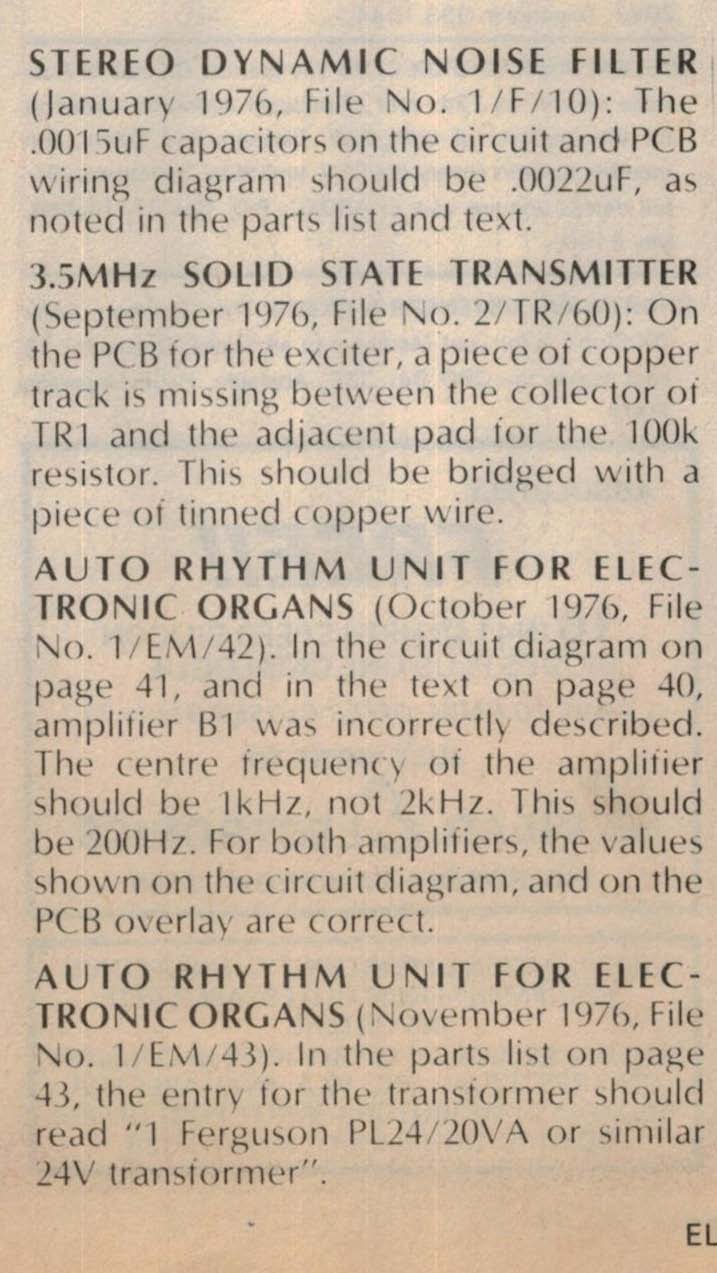 STEREO DYNAMIC NOISE FILTER
(January 1976, File No. 1/F/10): The
.0015uF capacitors on the circuit and PCB
wiring diagram should be .0022uF, as
noted in the parts list and text.
3.5MHz SOLID STATE TRANSMITTER
(September 1976, File No. 2/TR/60): On
the PCB for the exciter, a piece of copper
track is missing between the collector of
TR1 and the adjacent pad for the 100k
resistor. This should be bridged with a
piece of tinned copper wire.
AUTO RHYTHM UNIT FOR ELEC-
TRONIC ORGANS (October 1976, File
No. 1/EM/42). In the circuit diagram on
page 41, and in the text on page 40,
amplifier B1 was incorrectly described.
The centre frequency of the amplifier
should be 1kHz, not 2kHz. This should
be 200Hz. For both amplifiers, the values
shown on the circuit diagram, and on the
PCB overlay are correct.
AUTO RHYTHM UNIT FOR ELEC-
TRONIC ORGANS (November 1976, File
No. 1/EM/43). In the parts list on page
43, the entry for the transformer should
read "1 Ferguson PL24/20VA or similar
24V transformer".
EL